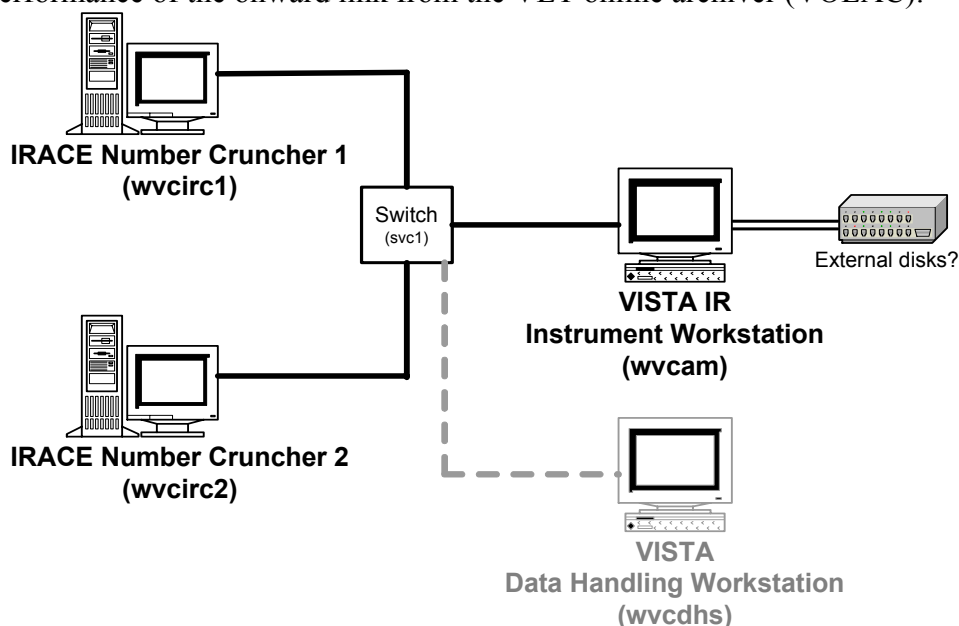 performance of the onward link from the VLT online archiver (VOLAC).
IRACE Number Cruncher 1
(wvcirc1)
Switch
(svc1)
External disks?
VISTA IR
Instrument Workstation
(wvcam)
IRACE Number Cruncher 2
(wvcirc2)
VISTA
Data Handling Workstation
(wvcdhs)